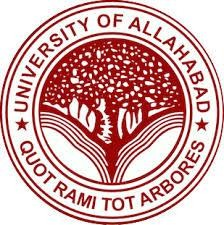 UNIVERSITY OF ALLAHABAD
QUOT RAMI TOT ARBORES